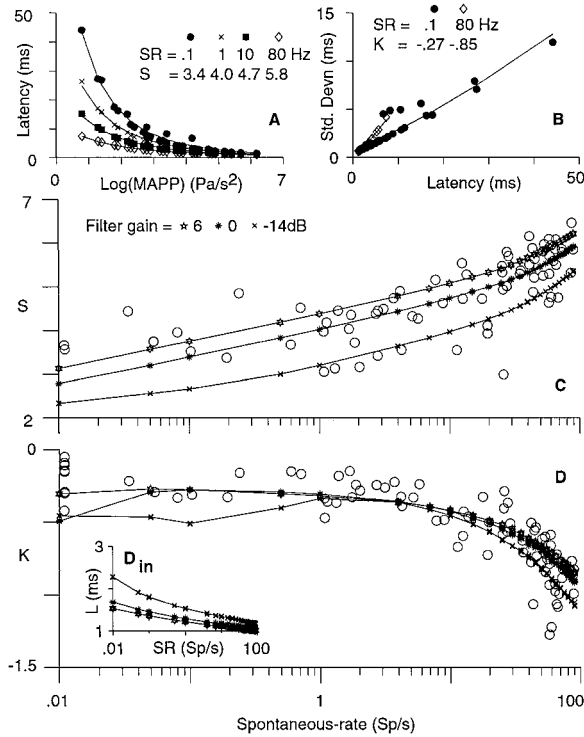 50
Latency (ms)
0
SR = .1 1 10 80 Hz
S = 3.4 4.0 4.7 5.8
A
0
Log(MAPP) (Pa/s²)
7
15
Std. Devn (ms)
0
SR = .1 80 Hz
K = -.27 -.85
B
0
Latency (ms)
50
7
S
2
Filter gain = 6 0 -14dB
C
0
K
-1.5
D
D in
3
L (ms)
1
.01 SR (Sp/s) 100
.01
1
100
Spontaneous-rate (Sp/s)